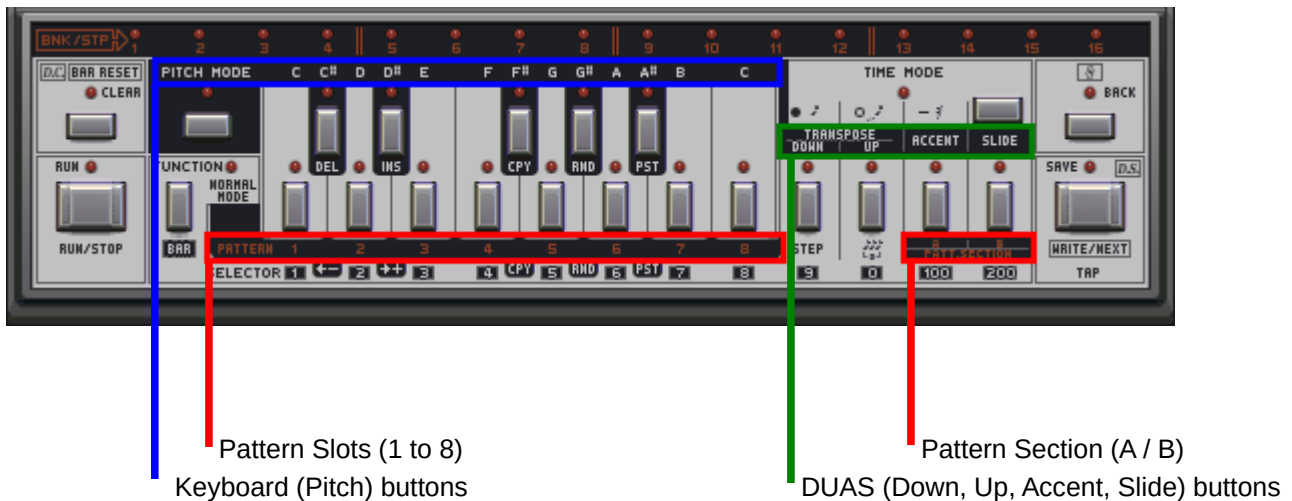 BNK/STP 1 2 3 4 5 6 7 8 9 10 11 12 13 14 15 16
D.C. BAR RESET PITCH MODE C C# D D# E F F# G G# A A# B C TIME MODE
CLEAR BACK
TRANSPOSE
DOWN UP ACCENT SLIDE
RUN FUNCTION DEL INS CPY RND PST SAVE D.S.
NORMAL
MODE
RUN/STOP BAR PATTERN 1 2 3 4 5 6 7 8 STEP A B WRITE/NEXT
PATT.SECTION
SELECTOR 1 2 3 4 CPY 5 RND 6 PST 7 8 9 0 100 200 TAP
Pattern Slots (1 to 8) Pattern Section (A / B)
Keyboard (Pitch) buttons DUAS (Down, Up, Accent, Slide) buttons